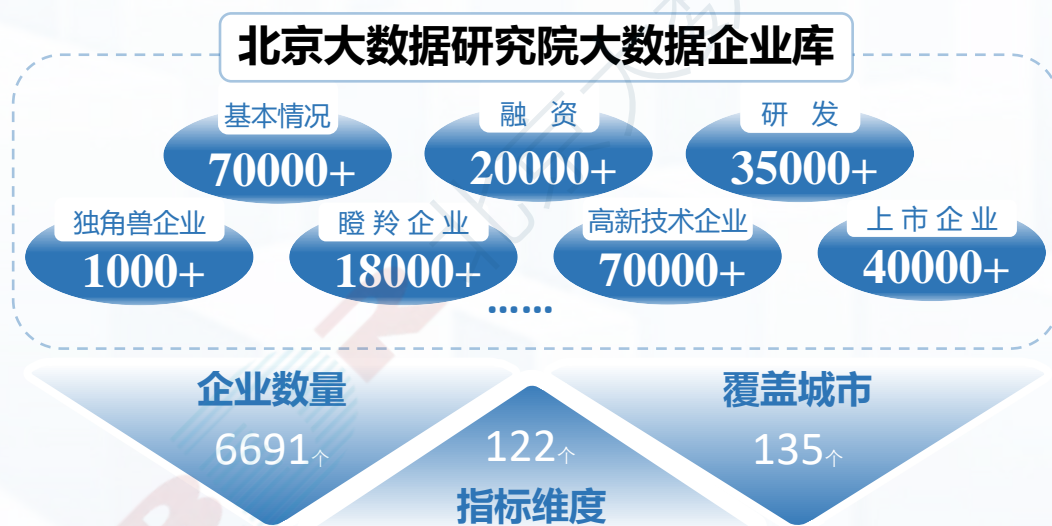 北京大数据研究院大数据企业库
基本情况 融 资 研 发
70000+ 20000+ 35000+
独角兽企业 瞪羚企业 高新技术企业 上市企业
1000+ 18000+ 70000+ 40000+
……
企业数量 覆盖城市
6691个 122个 135个
指标维度